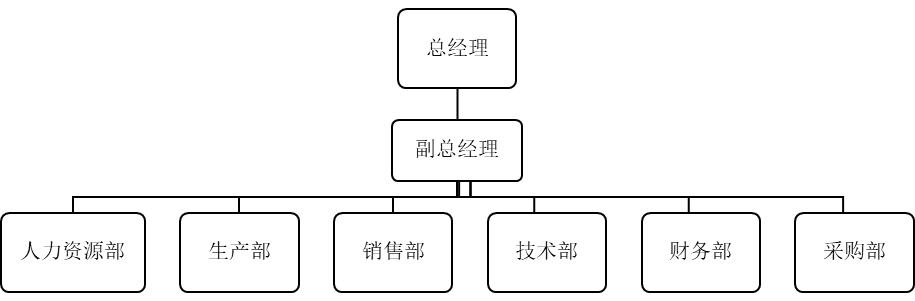 总经理
副总经理
人力资源部
生产部
销售部
技术部
财务部
采购部